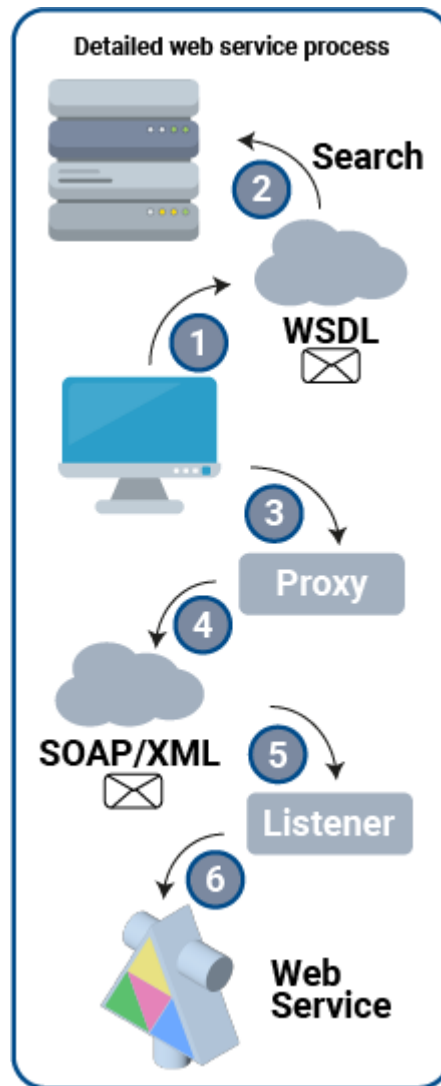 Detailed web service process
Search
2
WSDL
1
3
Proxy
4
SOAP/XML
5
Listener
6
Web
Service